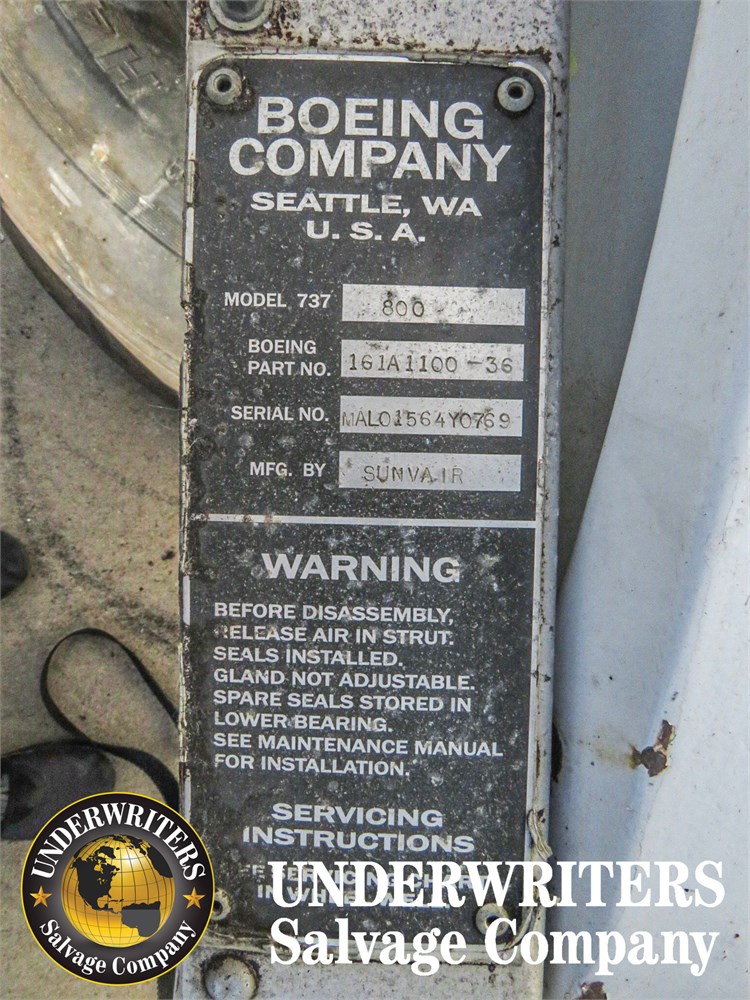 BOEING
COMPANY
SEATTLE, WA
U. S. A.
MODEL 737 800
BOEING
PART NO. 161A1100-36
SERIAL NO. MAL01564Y0769
MFG. BY SUNVAIR
WARNING
BEFORE DISASSEMBLY,
RELEASE AIR IN STRUT.
SEALS INSTALLED.
GLAND NOT ADJUSTABLE.
SPARE SEALS STORED IN
LOWER BEARING.
SEE MAINTENANCE MANUAL
FOR INSTALLATION.
SERVICING
INSTRUCTIONS
IN
UNDERWRITERS
Salvage Company
UNDERWRITERS
Salvage Company